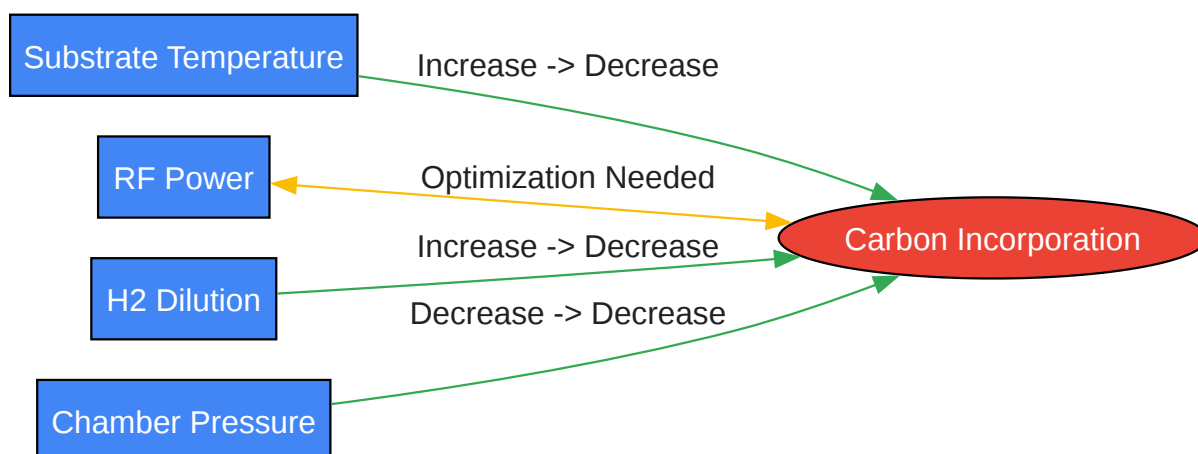 Substrate Temperature
Increase -> Decrease
RF Power
Optimization Needed
Carbon Incorporation
Increase -> Decrease
H2 Dilution
Decrease -> Decrease
Chamber Pressure